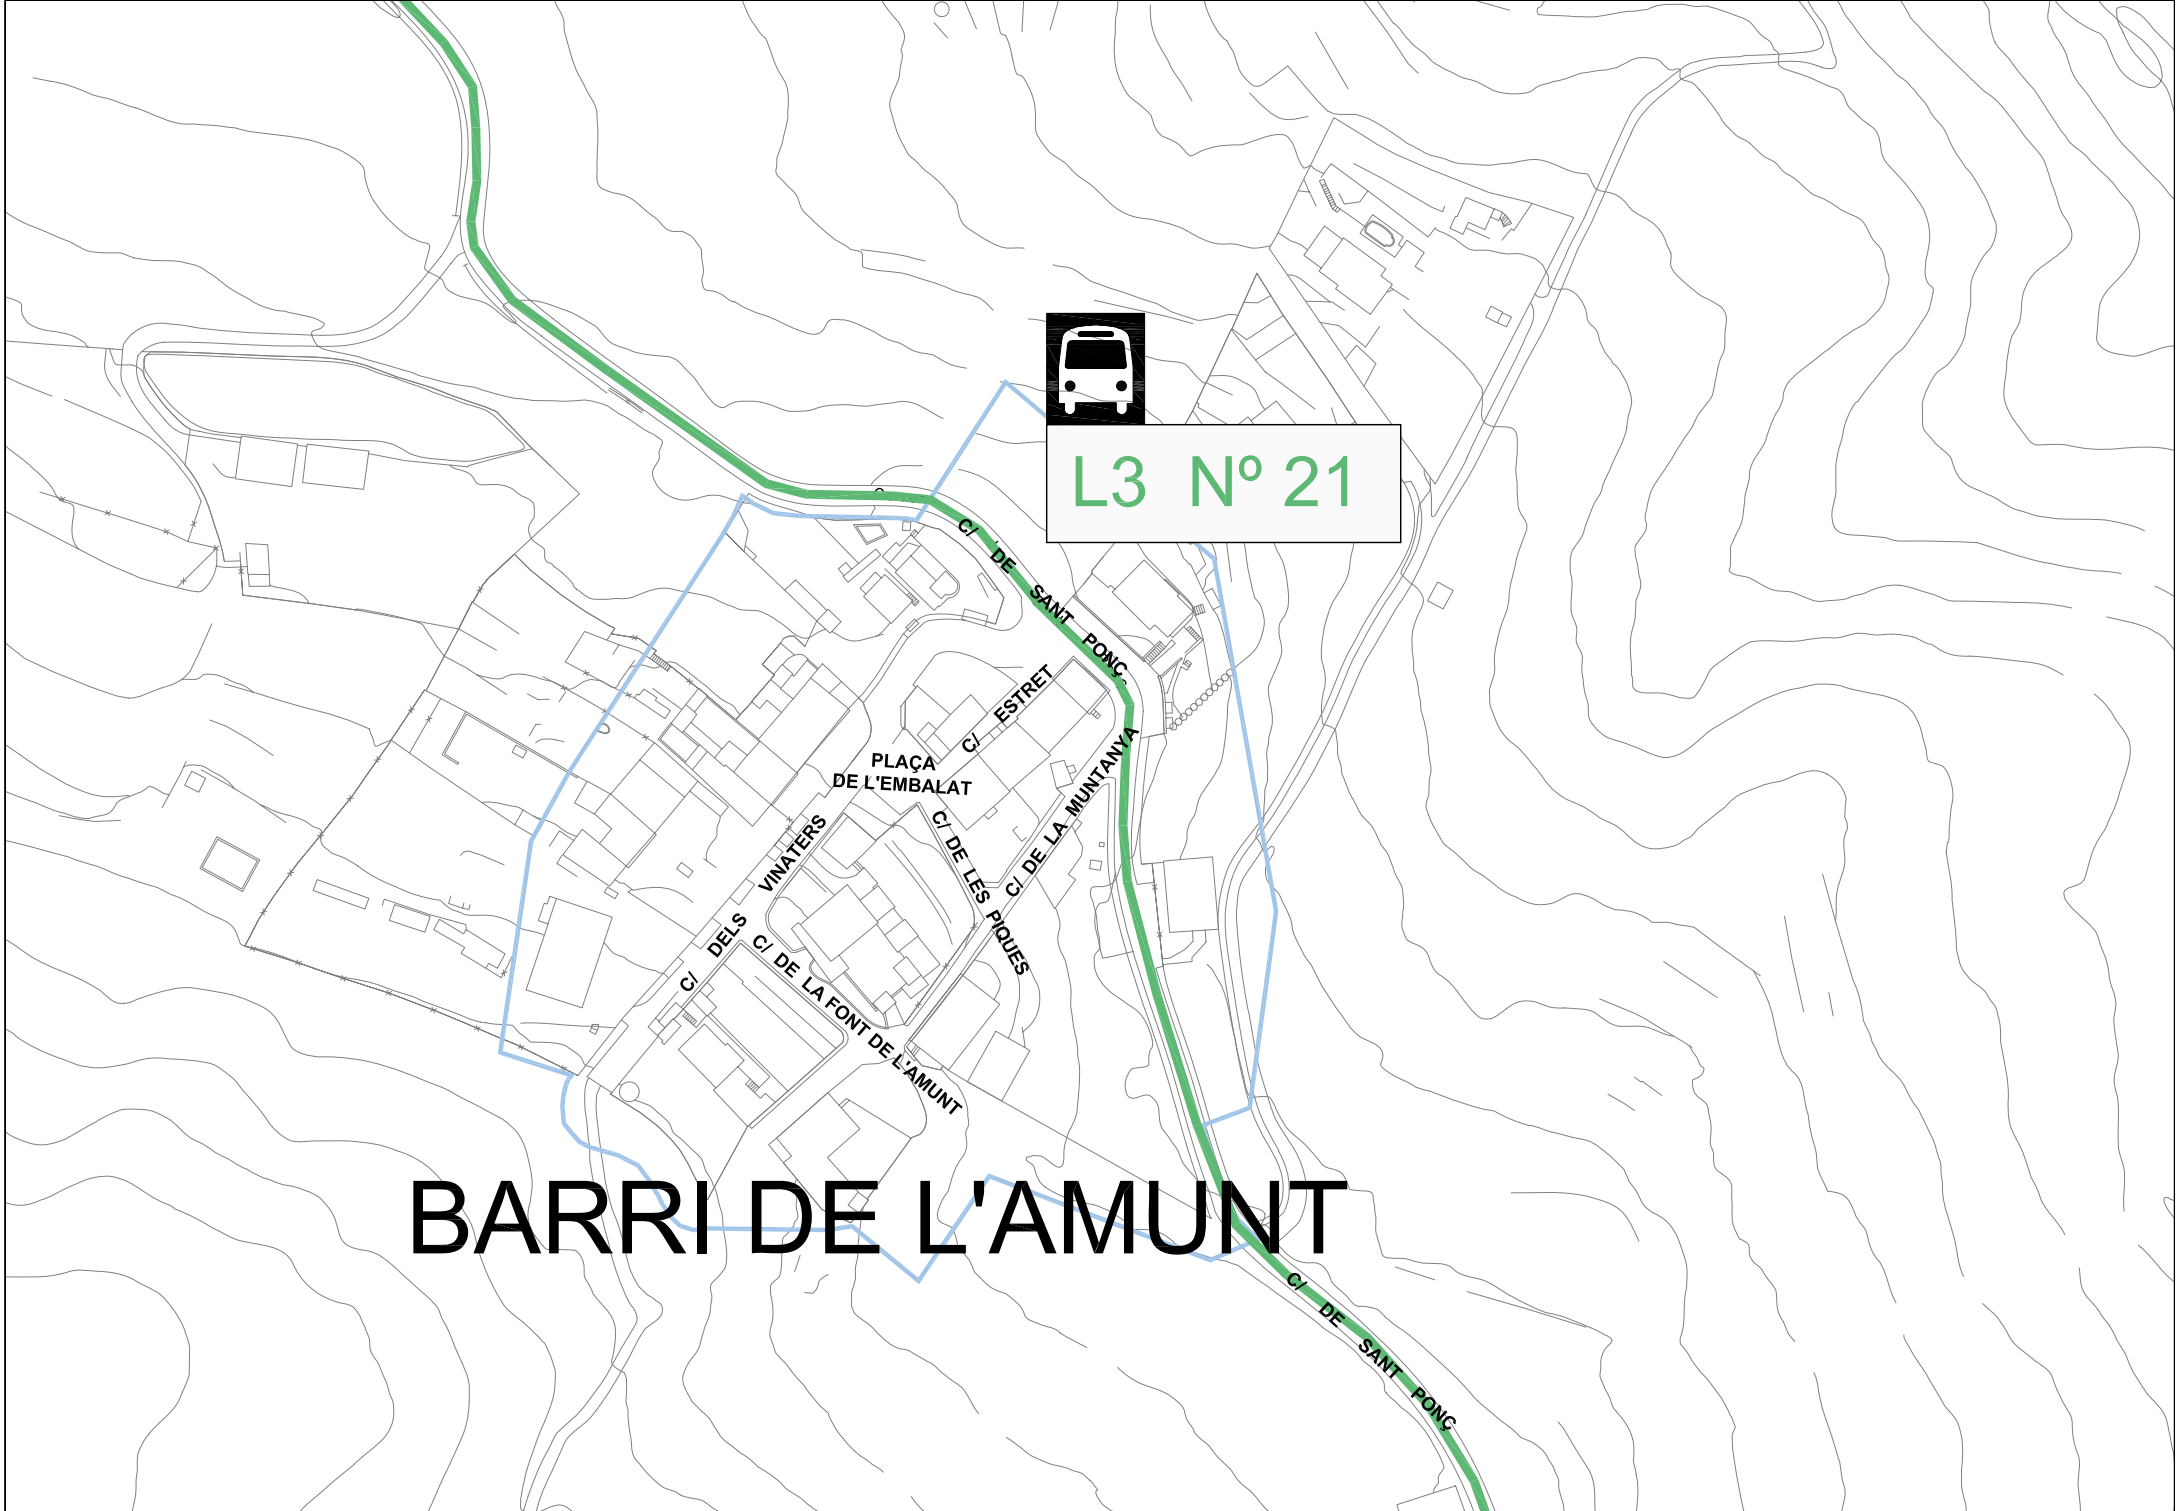 L3 Nº 21
C/ DE SANT PONÇ
C/ ESTRET
PLAÇA
DE L'EMBALAT
C/ DE LA MUNTANYA
C/ DE LES PIQUES
C/ DELS VINATERS
C/ DE LA FONT DE L'AMUNT
BARRI DE L'AMUNT
C/ DE SANT PONÇ